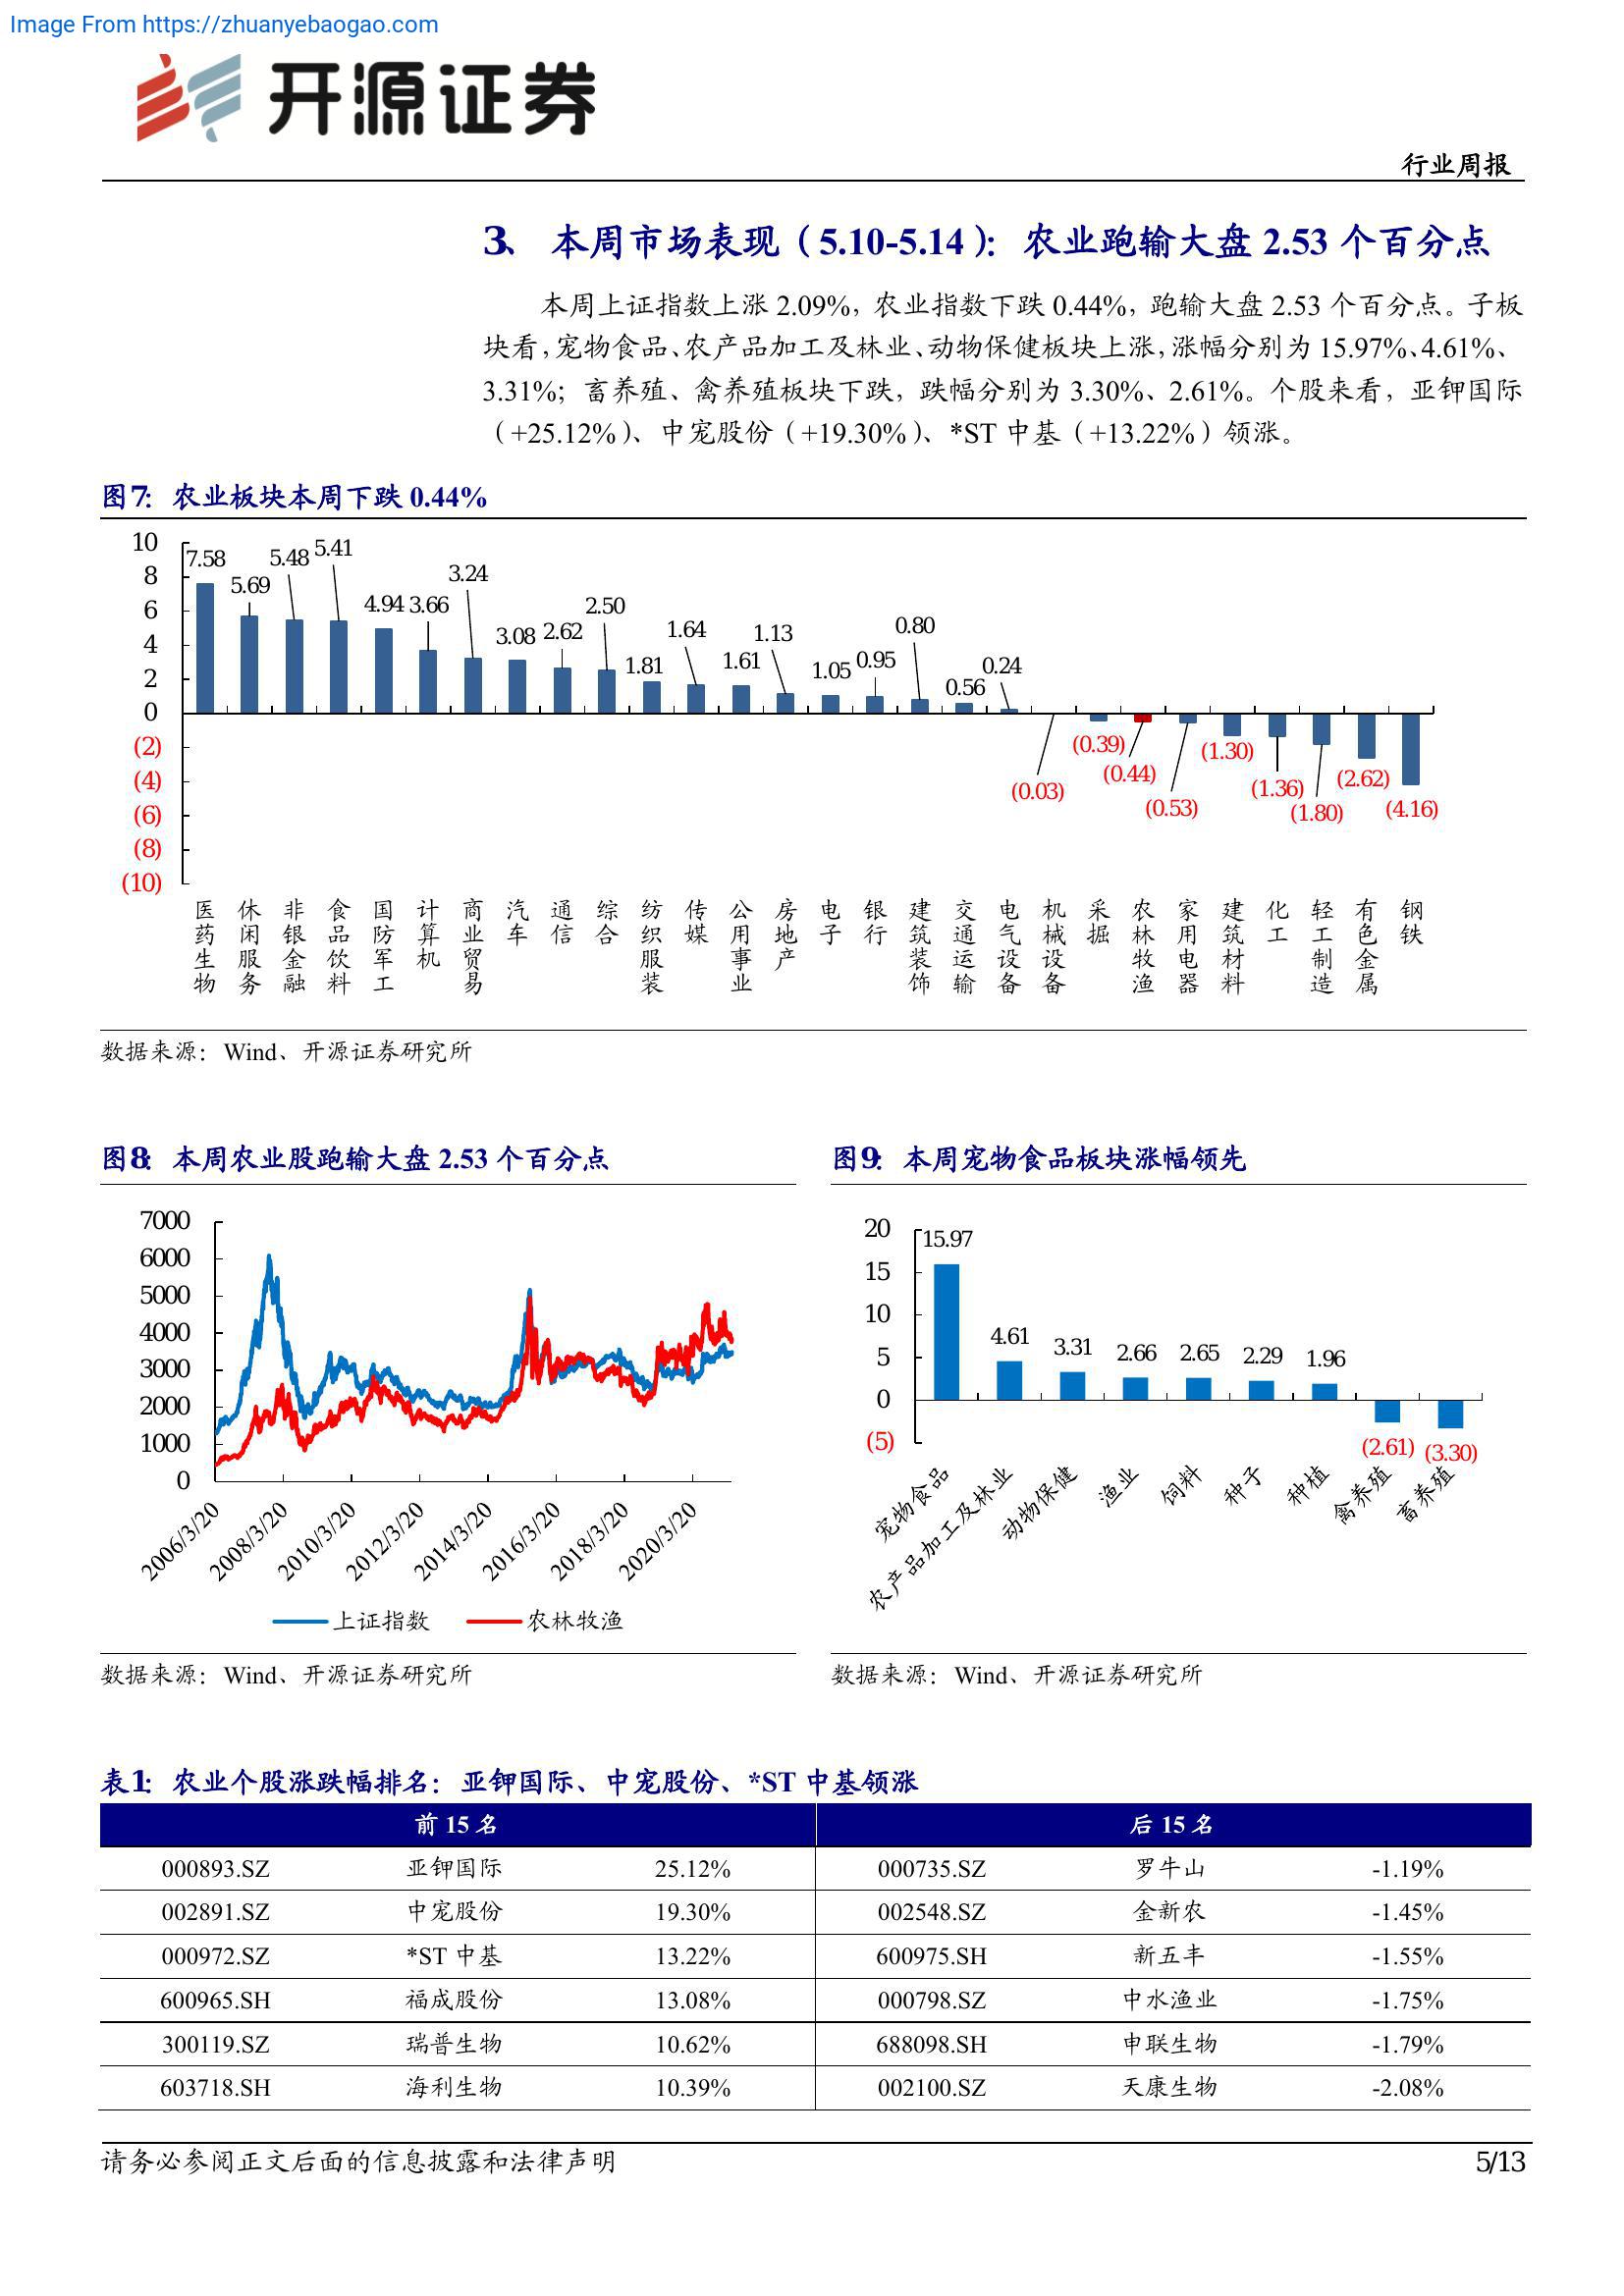 Image From https://zhuanyebaogao.com
开源证券
行业周报
3、 本周市场表现（5.10-5.14）：农业跑输大盘 2.53 个百分点
本周上证指数上涨 2.09%，农业指数下跌 0.44%，跑输大盘 2.53 个百分点。子板
块看，宠物食品、农产品加工及林业、动物保健板块上涨，涨幅分别为 15.97%、4.61%、
3.31%；畜养殖、禽养殖板块下跌，跌幅分别为 3.30%、2.61%。个股来看，亚钾国际
（+25.12%）、中宠股份（+19.30%）、*ST 中基（+13.22%）领涨。
图7：农业板块本周下跌 0.44%
10
8
6
4
2
0
(2)
(4)
(6)
(8)
(10)
7.58 5.69 5.48 5.41 4.94 3.66 3.24 3.08 2.62 2.50 1.81 1.64 1.61 1.13 1.05 0.95 0.80 0.56 0.24 (0.03) (0.39) (0.44) (0.53) (1.30) (1.36) (1.80) (2.62) (4.16)
医药生物 休闲服务 非银金融 食品饮料 国防军工 计算机 商业贸易 汽车 通信 综合 纺织服装 传媒 公用事业 房地产 电子 银行 建筑装饰 交通运输 电气设备 机械设备 采掘 农林牧渔 家用电器 建筑材料 化工 轻工制造 有色金属 钢铁
数据来源：Wind、开源证券研究所
图8：本周农业股跑输大盘 2.53 个百分点
7000
6000
5000
4000
3000
2000
1000
0
2006/3/20 2008/3/20 2010/3/20 2012/3/20 2014/3/20 2016/3/20 2018/3/20 2020/3/20
上证指数 农林牧渔
数据来源：Wind、开源证券研究所
图9：本周宠物食品板块涨幅领先
20
15
10
5
0
(5)
15.97 4.61 3.31 2.66 2.65 2.29 1.96 (2.61) (3.30)
宠物食品 农产品加工及林业 动物保健 渔业 饲料 种子 种植 禽养殖 畜养殖
数据来源：Wind、开源证券研究所
表1：农业个股涨跌幅排名：亚钾国际、中宠股份、*ST 中基领涨
前 15 名 后 15 名
000893.SZ 亚钾国际 25.12% 000735.SZ 罗牛山 -1.19%
002891.SZ 中宠股份 19.30% 002548.SZ 金新农 -1.45%
000972.SZ *ST 中基 13.22% 600975.SH 新五丰 -1.55%
600965.SH 福成股份 13.08% 000798.SZ 中水渔业 -1.75%
300119.SZ 瑞普生物 10.62% 688098.SH 申联生物 -1.79%
603718.SH 海利生物 10.39% 002100.SZ 天康生物 -2.08%
请务必参阅正文后面的信息披露和法律声明
5/13